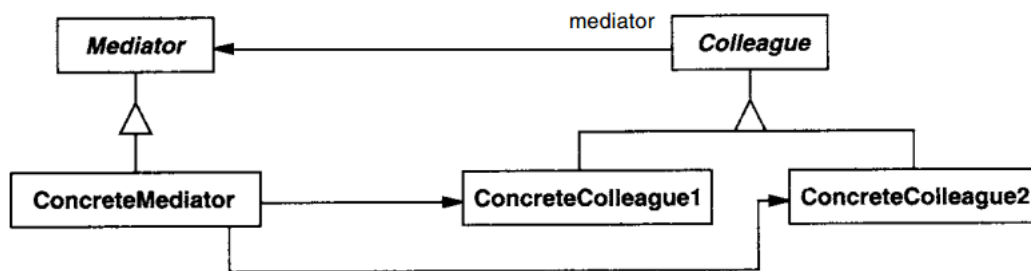 mediator
Mediator
Colleague
ConcreteMediator
ConcreteColleague1
ConcreteColleague2